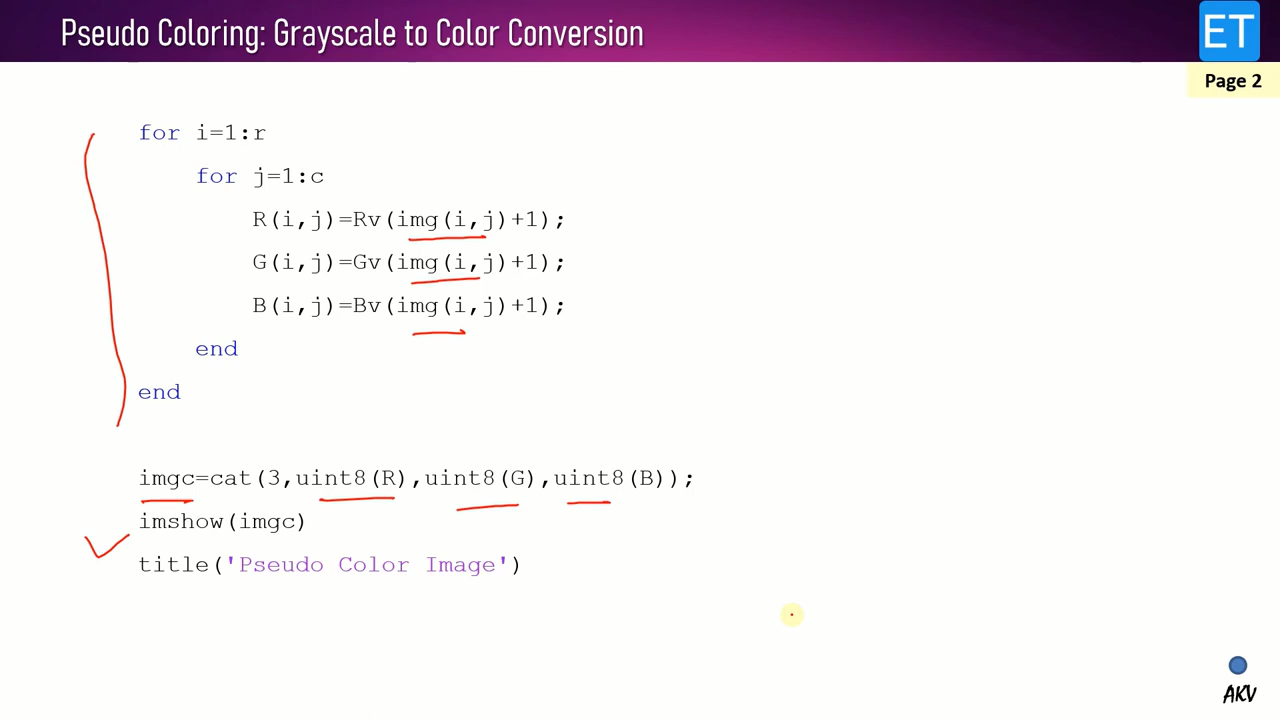 Pseudo Coloring: Grayscale to Color Conversion
ET
Page 2
for i=1:r
for j=1:c
R(i,j)=Rv(img(i,j)+1);
G(i,j)=Gv(img(i,j)+1);
B(i,j)=Bv(img(i,j)+1);
end
end
imgc=cat(3,uint8(R),uint8(G),uint8(B));
imshow(imgc)
title('Pseudo Color Image')
AKV